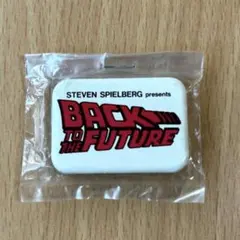 STEVEN SPIELBERG presents
BACK
TO THE
FUTURE